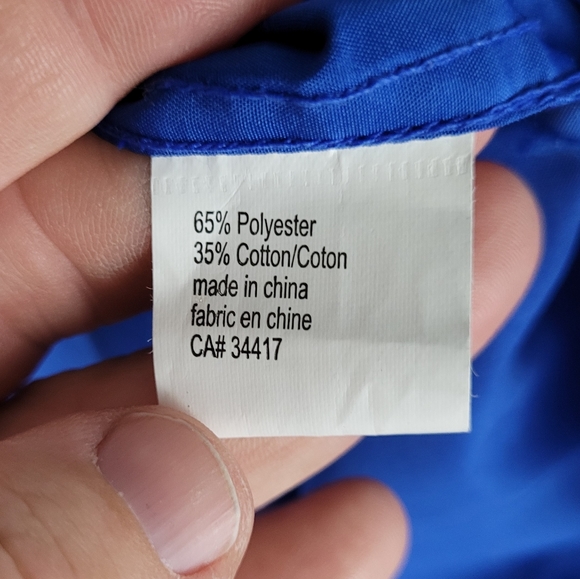 65% Polyester
35% Cotton/Coton
made in china
fabric en chine
CA# 34417